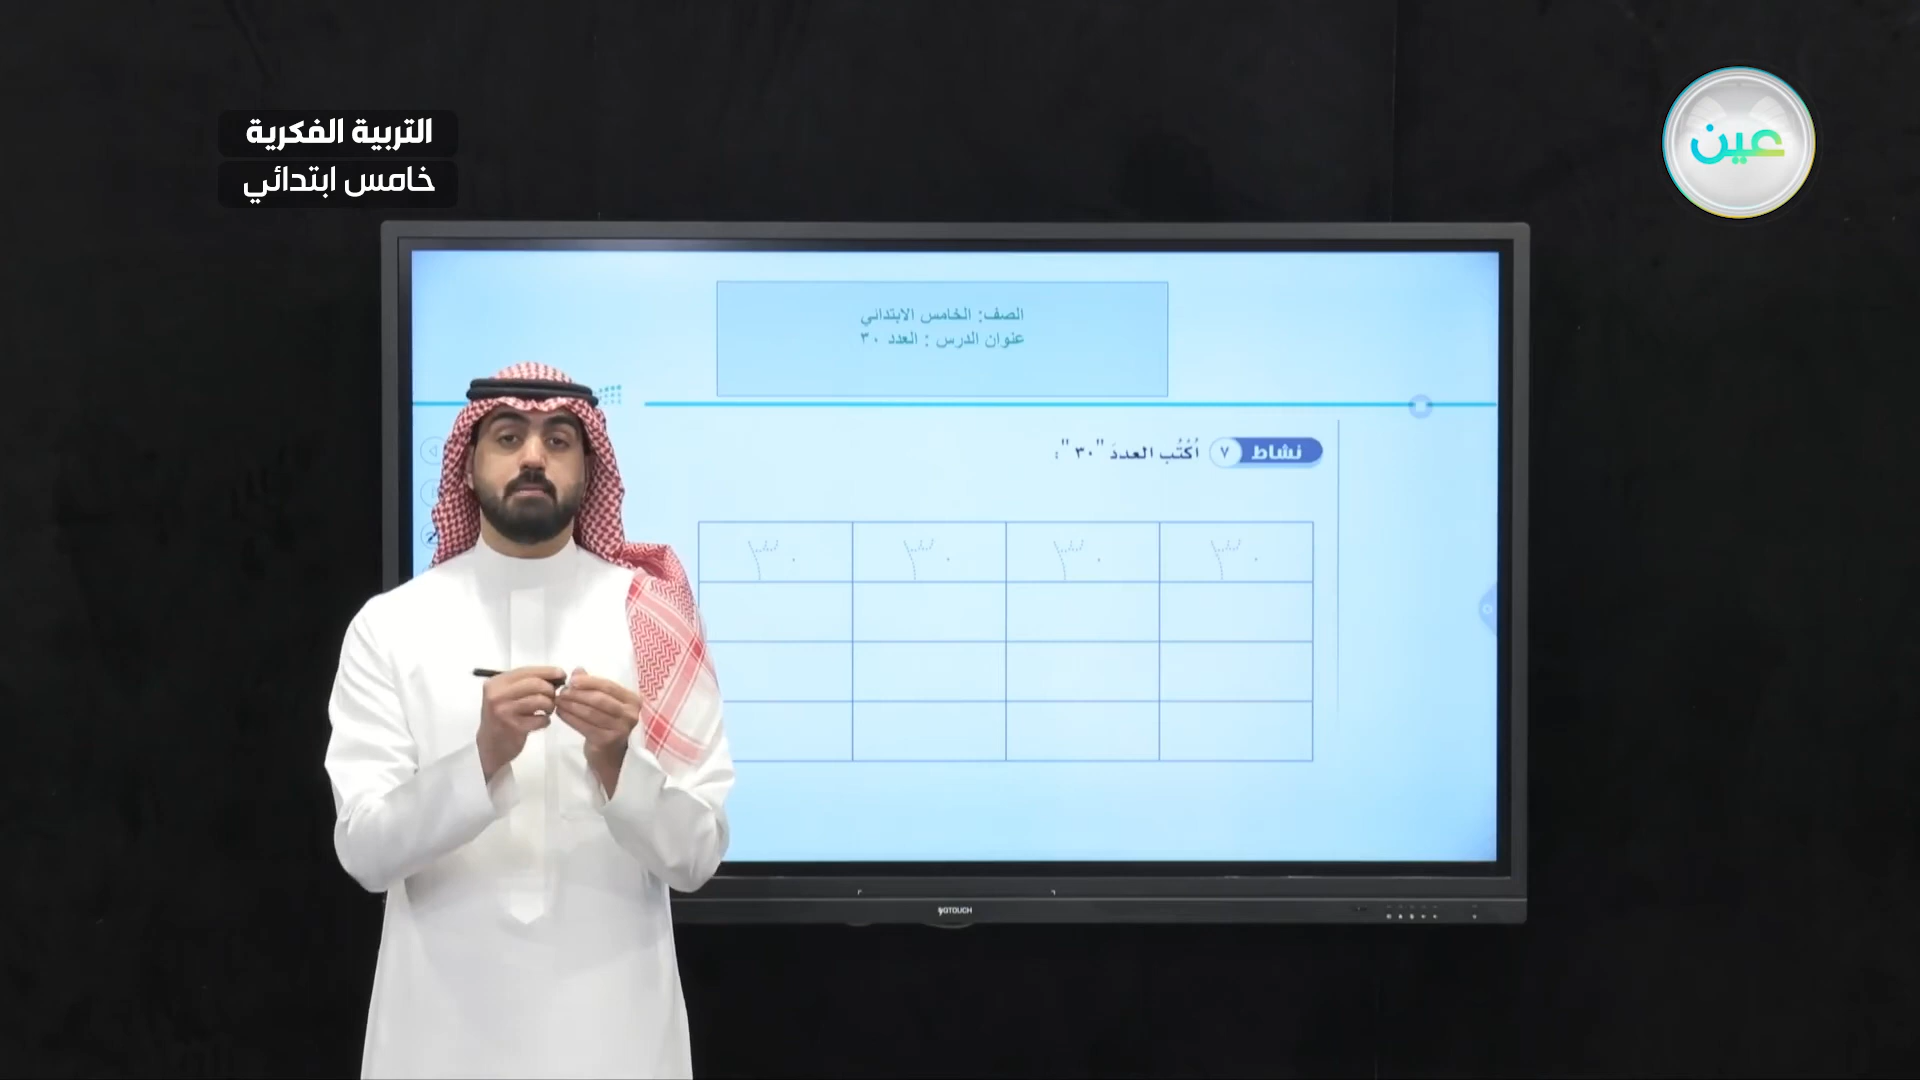 التربية الفكرية
خامس ابتدائي
عين
الصف: الخامس الابتدائي
عنوان الدرس : العدد ٣٠
نشاط ٧ اُكْتُب العددَ "٣٠":
٣٠ ٣٠ ٣٠ ٣٠